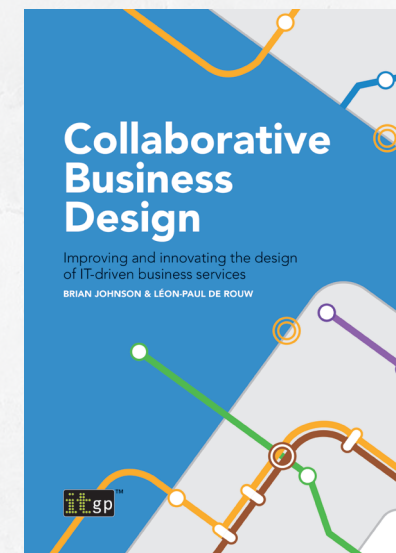 Collaborative
Business
Design
Improving and innovating the design
of IT-driven business services
BRIAN JOHNSON & LÉON-PAUL DE ROUW
itgp™